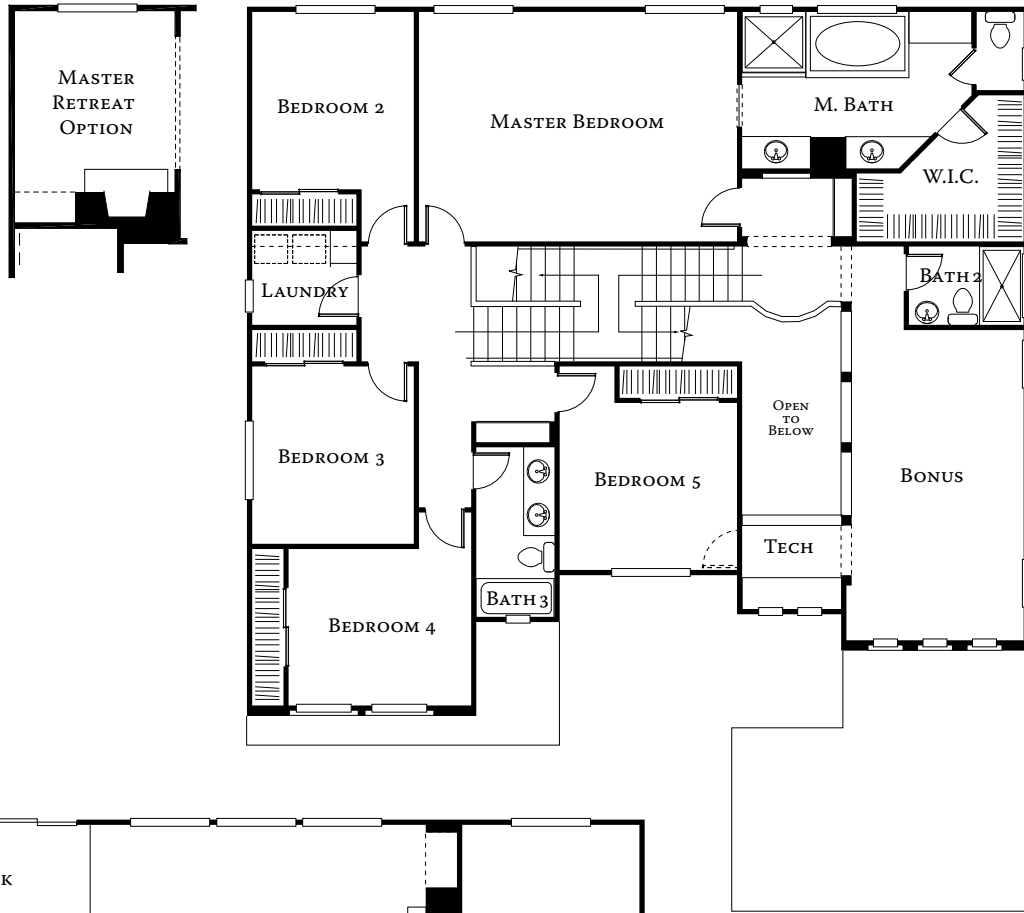 Master
Retreat
Option
Bedroom 2
Master Bedroom
M. Bath
W.I.C.
Laundry
Bath 2
Bedroom 3
Open
to
Below
Bedroom 5
Bonus
Tech
Bath 3
Bedroom 4
K